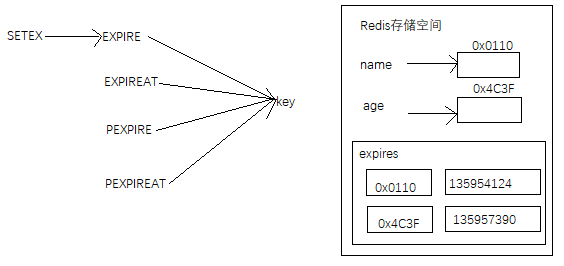 SETEX
EXPIRE
EXPIREAT
PEXPIRE
PEXPIREAT
key
Redis存储空间
0x0110
name
0x4C3F
age
expires
0x0110
135954124
0x4C3F
135957390